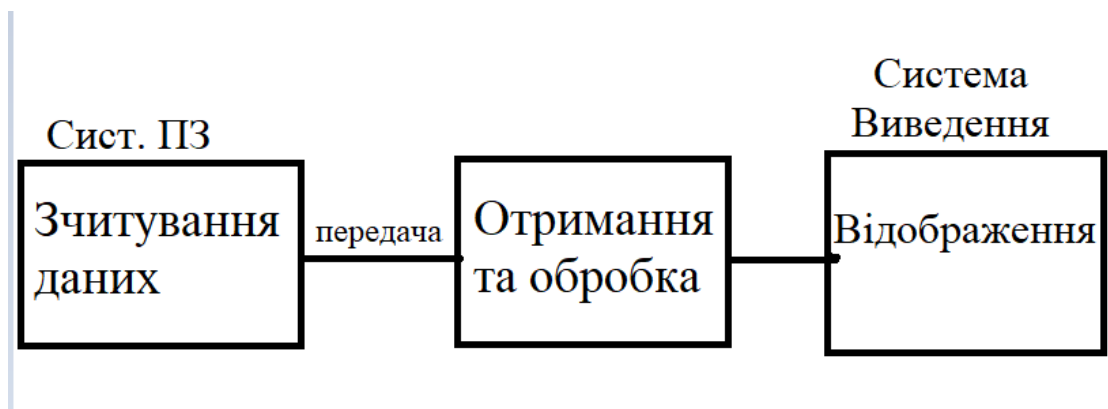 Сист. ПЗ
Зчитування
даних
передача
Отримання
та обробка
Система
Виведення
Відображення